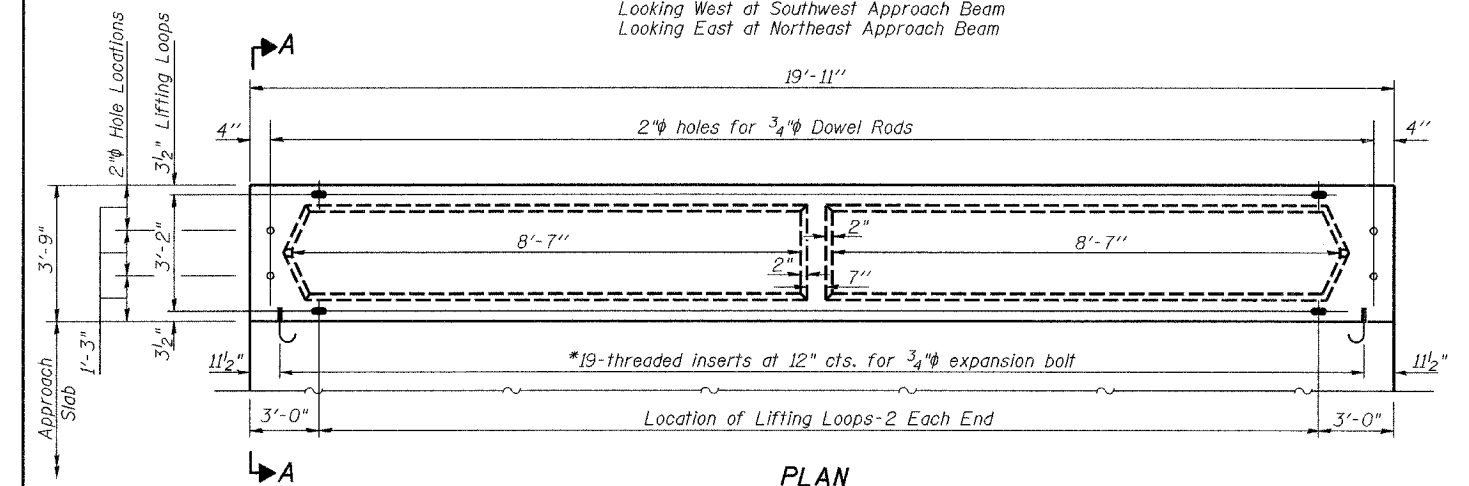 Looking West at Southwest Approach Beam
Looking East at Northeast Approach Beam
2"φ Hole Locations
3½" Lifting Loops
A
19'-11"
4"
2"φ holes for ¾"φ Dowel Rods
4"
3'-9"
3'-2"
8'-7"
2"
8'-7"
2"
7"
1'-3"
3½"
11½"
*19-threaded inserts at 12" cts. for ¾"φ expansion bolt
11½"
Approach
Slab
3'-0"
Location of Lifting Loops-2 Each End
3'-0"
A
PLAN